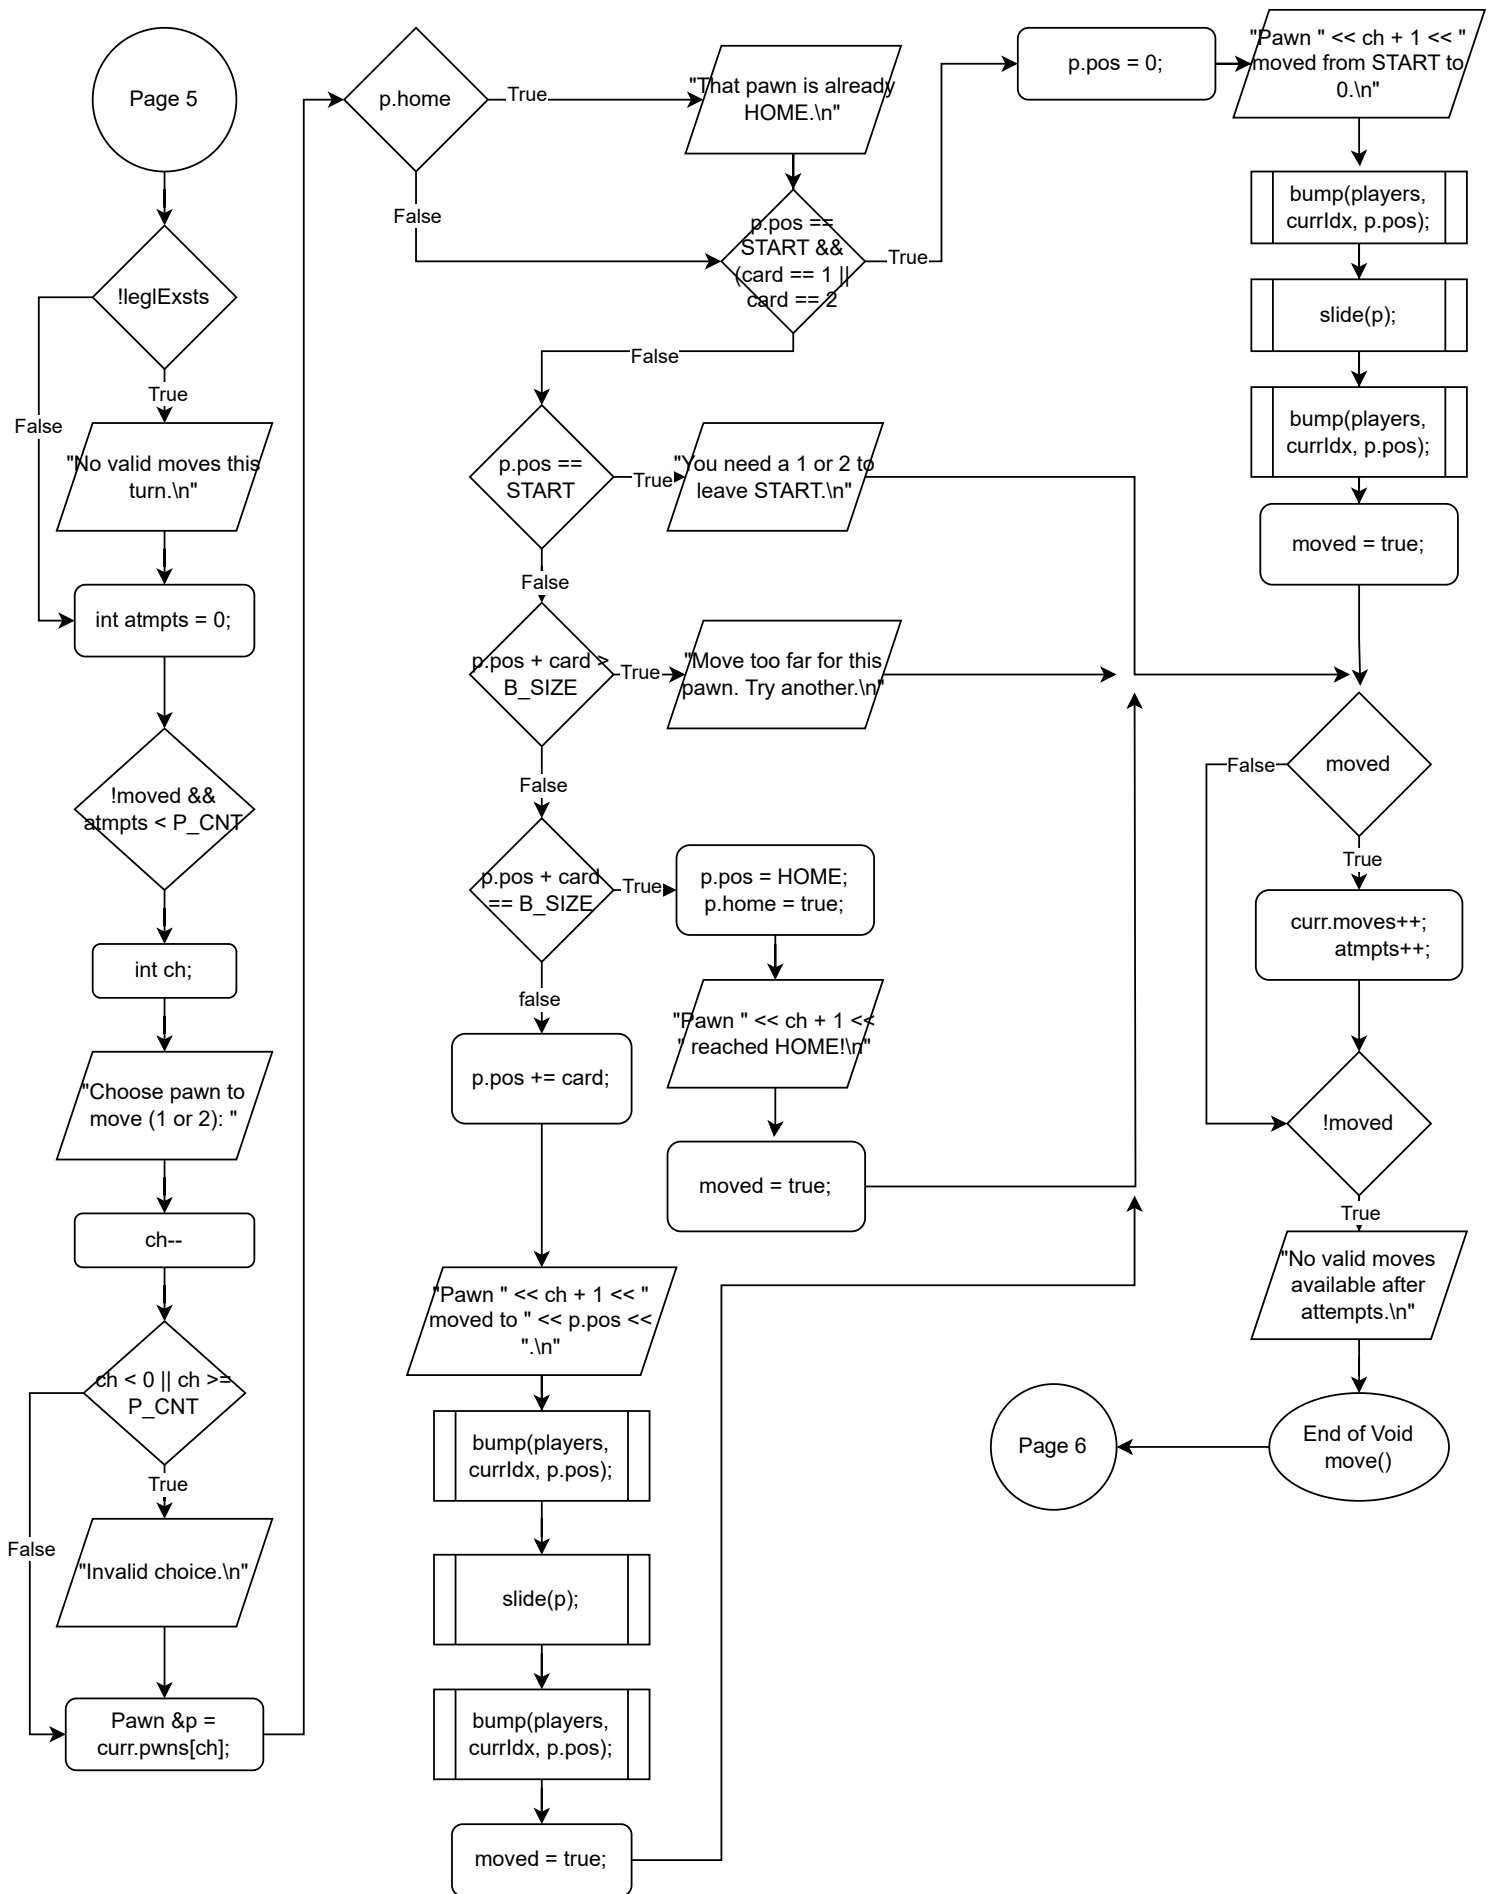 Page 5
!leglExsts
False
True
"No valid moves this
turn.\n"
int atmpts = 0;
!moved &&
atmpts < P_CNT
int ch;
"Choose pawn to
move (1 or 2): "
ch--
ch < 0 || ch >=
P_CNT
True
False
"Invalid choice.\n"
Pawn &p =
curr.pwns[ch];
p.home
True
False
"That pawn is already
HOME.\n"
p.pos ==
START &&
(card == 1 ||
card == 2
True
False
p.pos ==
START
True
"You need a 1 or 2 to
leave START.\n"
False
p.pos + card >
B_SIZE
True
"Move too far for this
pawn. Try another.\n"
False
p.pos + card
== B_SIZE
True
p.pos = HOME;
p.home = true;
"Pawn " << ch + 1 <<
" reached HOME!\n"
moved = true;
false
p.pos += card;
"Pawn " << ch + 1 << "
moved to " << p.pos <<
".\n"
bump(players,
currIdx, p.pos);
slide(p);
bump(players,
currIdx, p.pos);
moved = true;
p.pos = 0;
"Pawn " << ch + 1 << "
moved from START to
0.\n"
bump(players,
currIdx, p.pos);
slide(p);
bump(players,
currIdx, p.pos);
moved = true;
moved
False
True
curr.moves++;
atmpts++;
!moved
True
"No valid moves
available after
attempts.\n"
End of Void
move()
Page 6